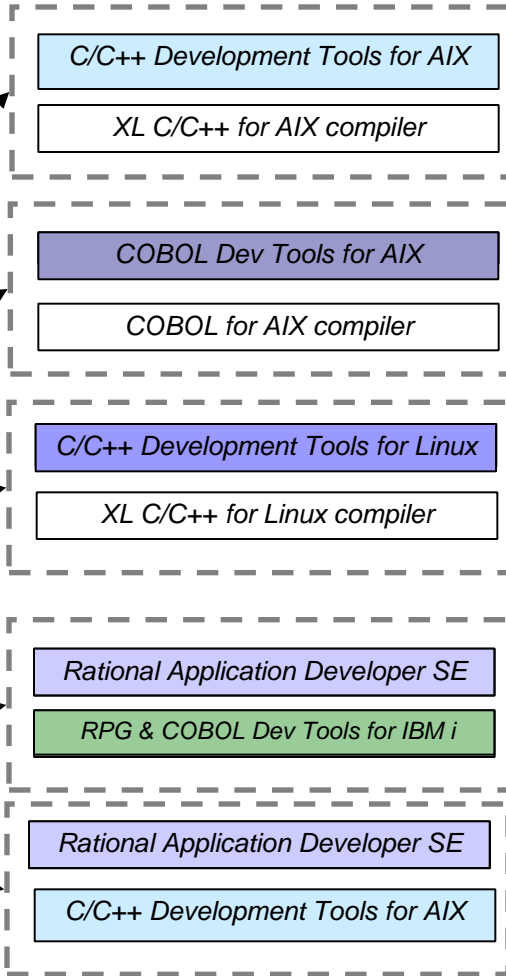 C/C++ Development Tools for AIX
XL C/C++ for AIX compiler
COBOL Dev Tools for AIX
COBOL for AIX compiler
C/C++ Development Tools for Linux
XL C/C++ for Linux compiler
Rational Application Developer SE
RPG & COBOL Dev Tools for IBM i
Rational Application Developer SE
C/C++ Development Tools for AIX